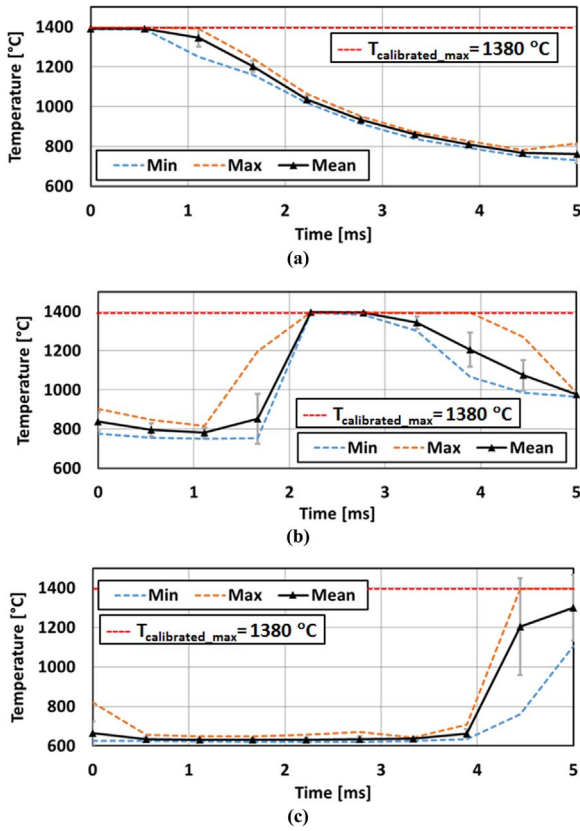 1400
T_calibrated_max = 1380 °C
1200
Temperature [°C]
1000
800
Min Max Mean
600
0 1 2 3 4 5
Time [ms]
(a)
1400
1200
Temperature [°C]
1000
T_calibrated_max = 1380 °C
800
Min Max Mean
600
0 1 2 3 4 5
Time [ms]
(b)
1400
Min Max Mean
1200
T_calibrated_max = 1380 °C
Temperature [°C]
1000
800
600
0 1 2 3 4 5
Time [ms]
(c)